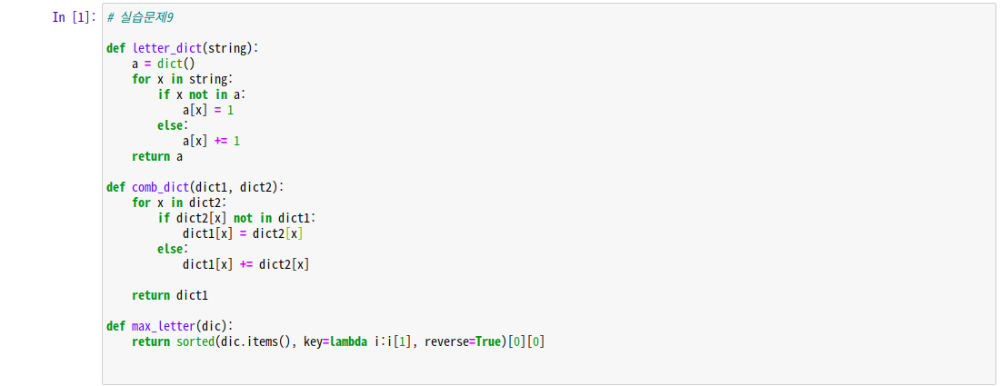 In [1]: # 실습문제9
def letter_dict(string):
    a = dict()
    for x in string:
        if x not in a:
            a[x] = 1
        else:
            a[x] += 1
    return a
def comb_dict(dict1, dict2):
    for x in dict2:
        if dict2[x] not in dict1:
            dict1[x] = dict2[x]
        else:
            dict1[x] += dict2[x]
    return dict1
def max_letter(dic):
    return sorted(dic.items(), key=lambda i:i[1], reverse=True)[0][0]